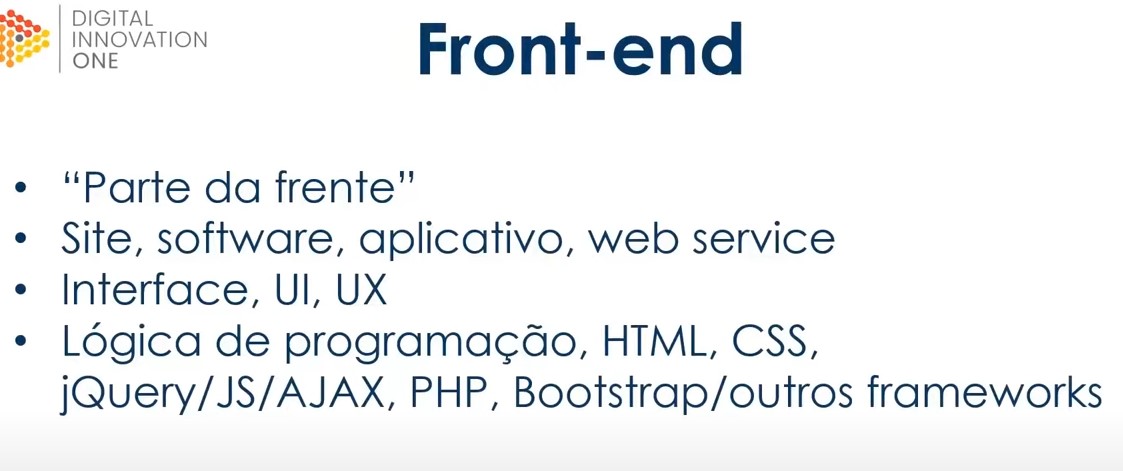 DIGITAL
INNOVATION
ONE
Front-end
• “Parte da frente”
• Site, software, aplicativo, web service
• Interface, UI, UX
• Lógica de programação, HTML, CSS,
jQuery/JS/AJAX, PHP, Bootstrap/outros frameworks